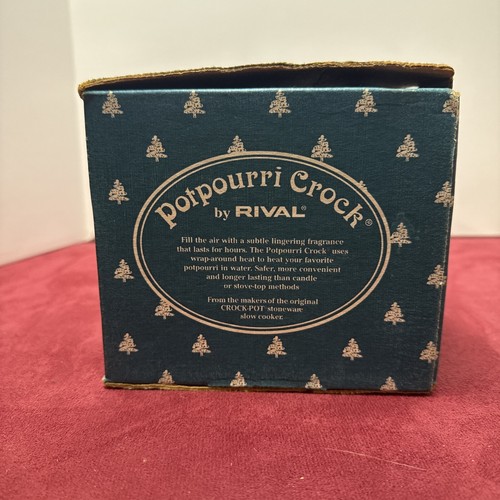 Potpourri Crock®
by RIVAL®
Fill the air with a subtle lingering fragrance
that lasts for hours. The Potpourri Crock uses
wrap-around heat to heat your favorite
potpourri in water. Safer, more convenient
and longer lasting than candle
or stove-top methods
From the makers of the original
CROCK-POT® stoneware
slow cooker.